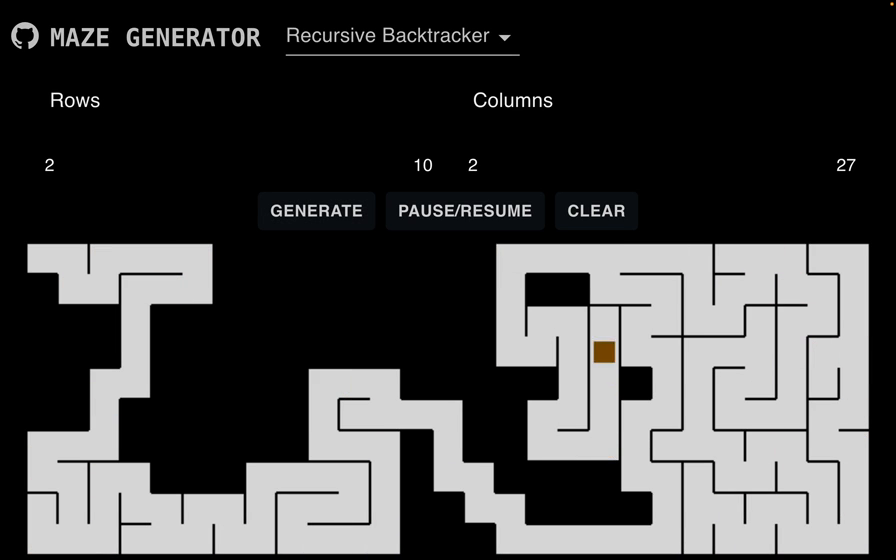 MAZE GENERATOR Recursive Backtracker
Rows Columns
2 10 2 27
GENERATE PAUSE/RESUME CLEAR